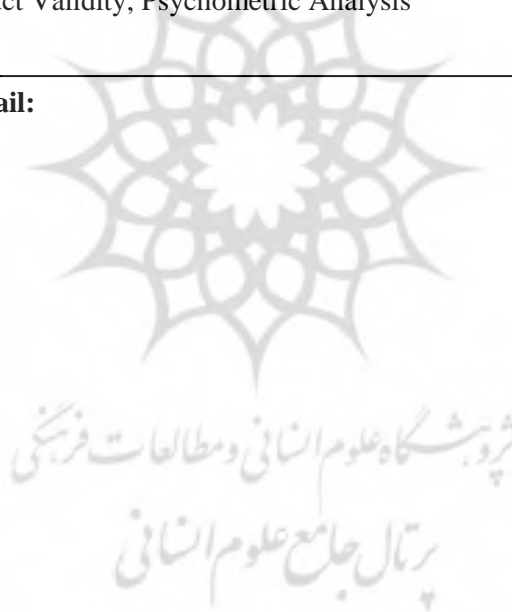 ct Validity, Psychometric Analysis
ail:
پژوهشگاه علوم انسانی و مطالعات فرهنگی
پرتال جامع علوم انسانی